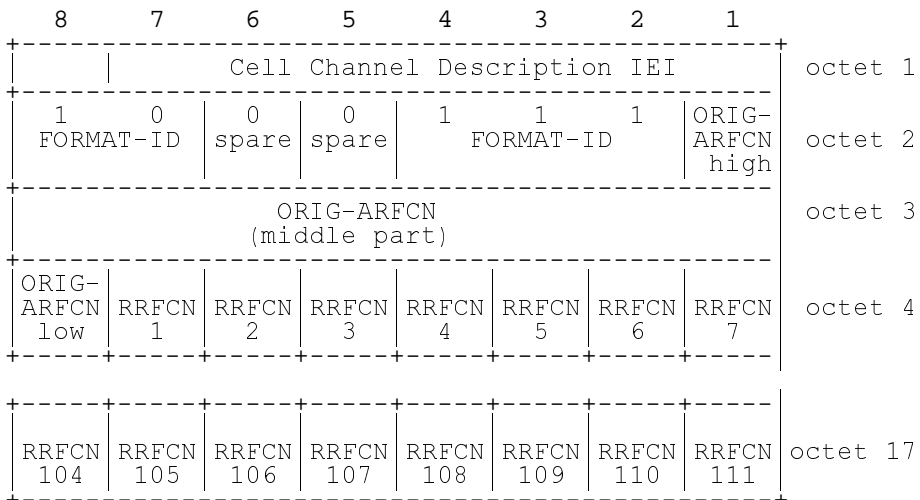 8 7 6 5 4 3 2 1
Cell Channel Description IEI octet 1
1 0 0 0 1 1 1 ORIG-
FORMAT-ID spare spare FORMAT-ID ARFCN octet 2
high
ORIG-ARFCN octet 3
(middle part)
ORIG-
ARFCN RRFCN RRFCN RRFCN RRFCN RRFCN RRFCN RRFCN octet 4
low 1 2 3 4 5 6 7
RRFCN RRFCN RRFCN RRFCN RRFCN RRFCN RRFCN RRFCN octet 17
104 105 106 107 108 109 110 111